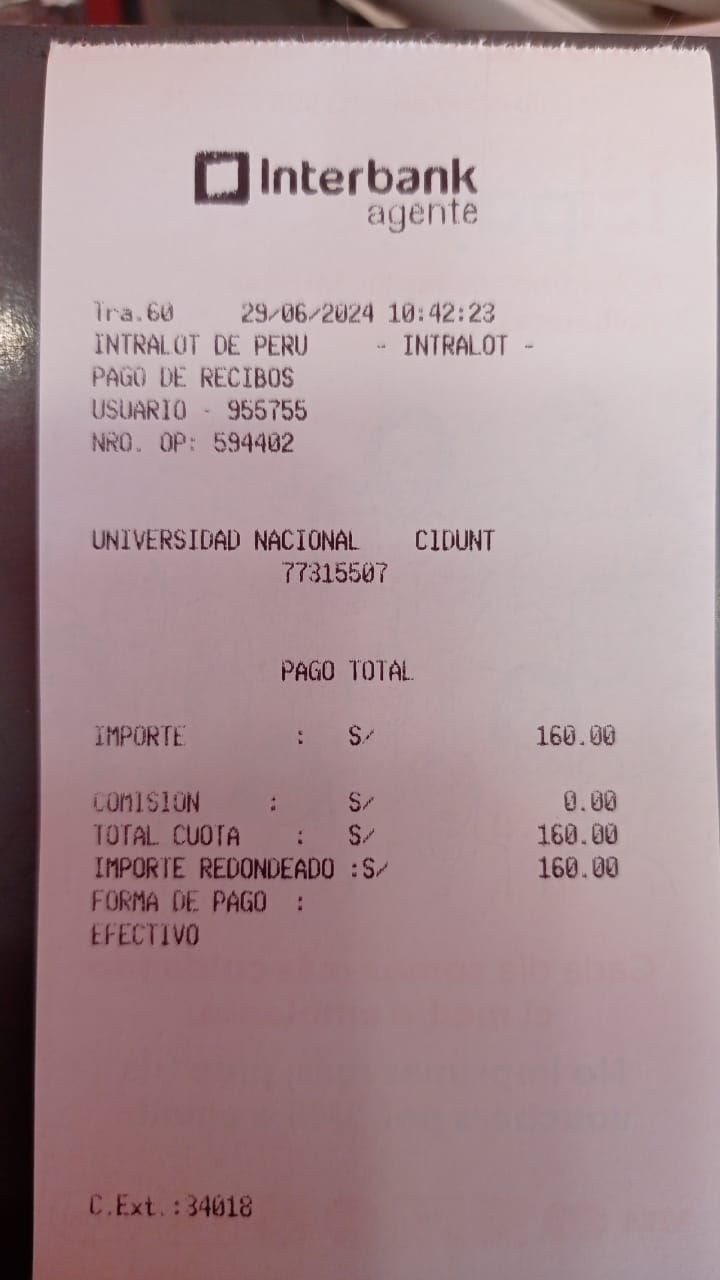 Interbank
agente
Tra.60 29/06/2024 10:42:23
INTRALOT DE PERU - INTRALOT -
PAGO DE RECIBOS
USUARIO - 955755
NRO. OP: 594402
UNIVERSIDAD NACIONAL CIDUNT
77315507
PAGO TOTAL
IMPORTE : S/ 160.00
COMISION : S/ 0.00
TOTAL CUOTA : S/ 160.00
IMPORTE REDONDEADO :S/ 160.00
FORMA DE PAGO :
EFECTIVO
C.Ext.:34018